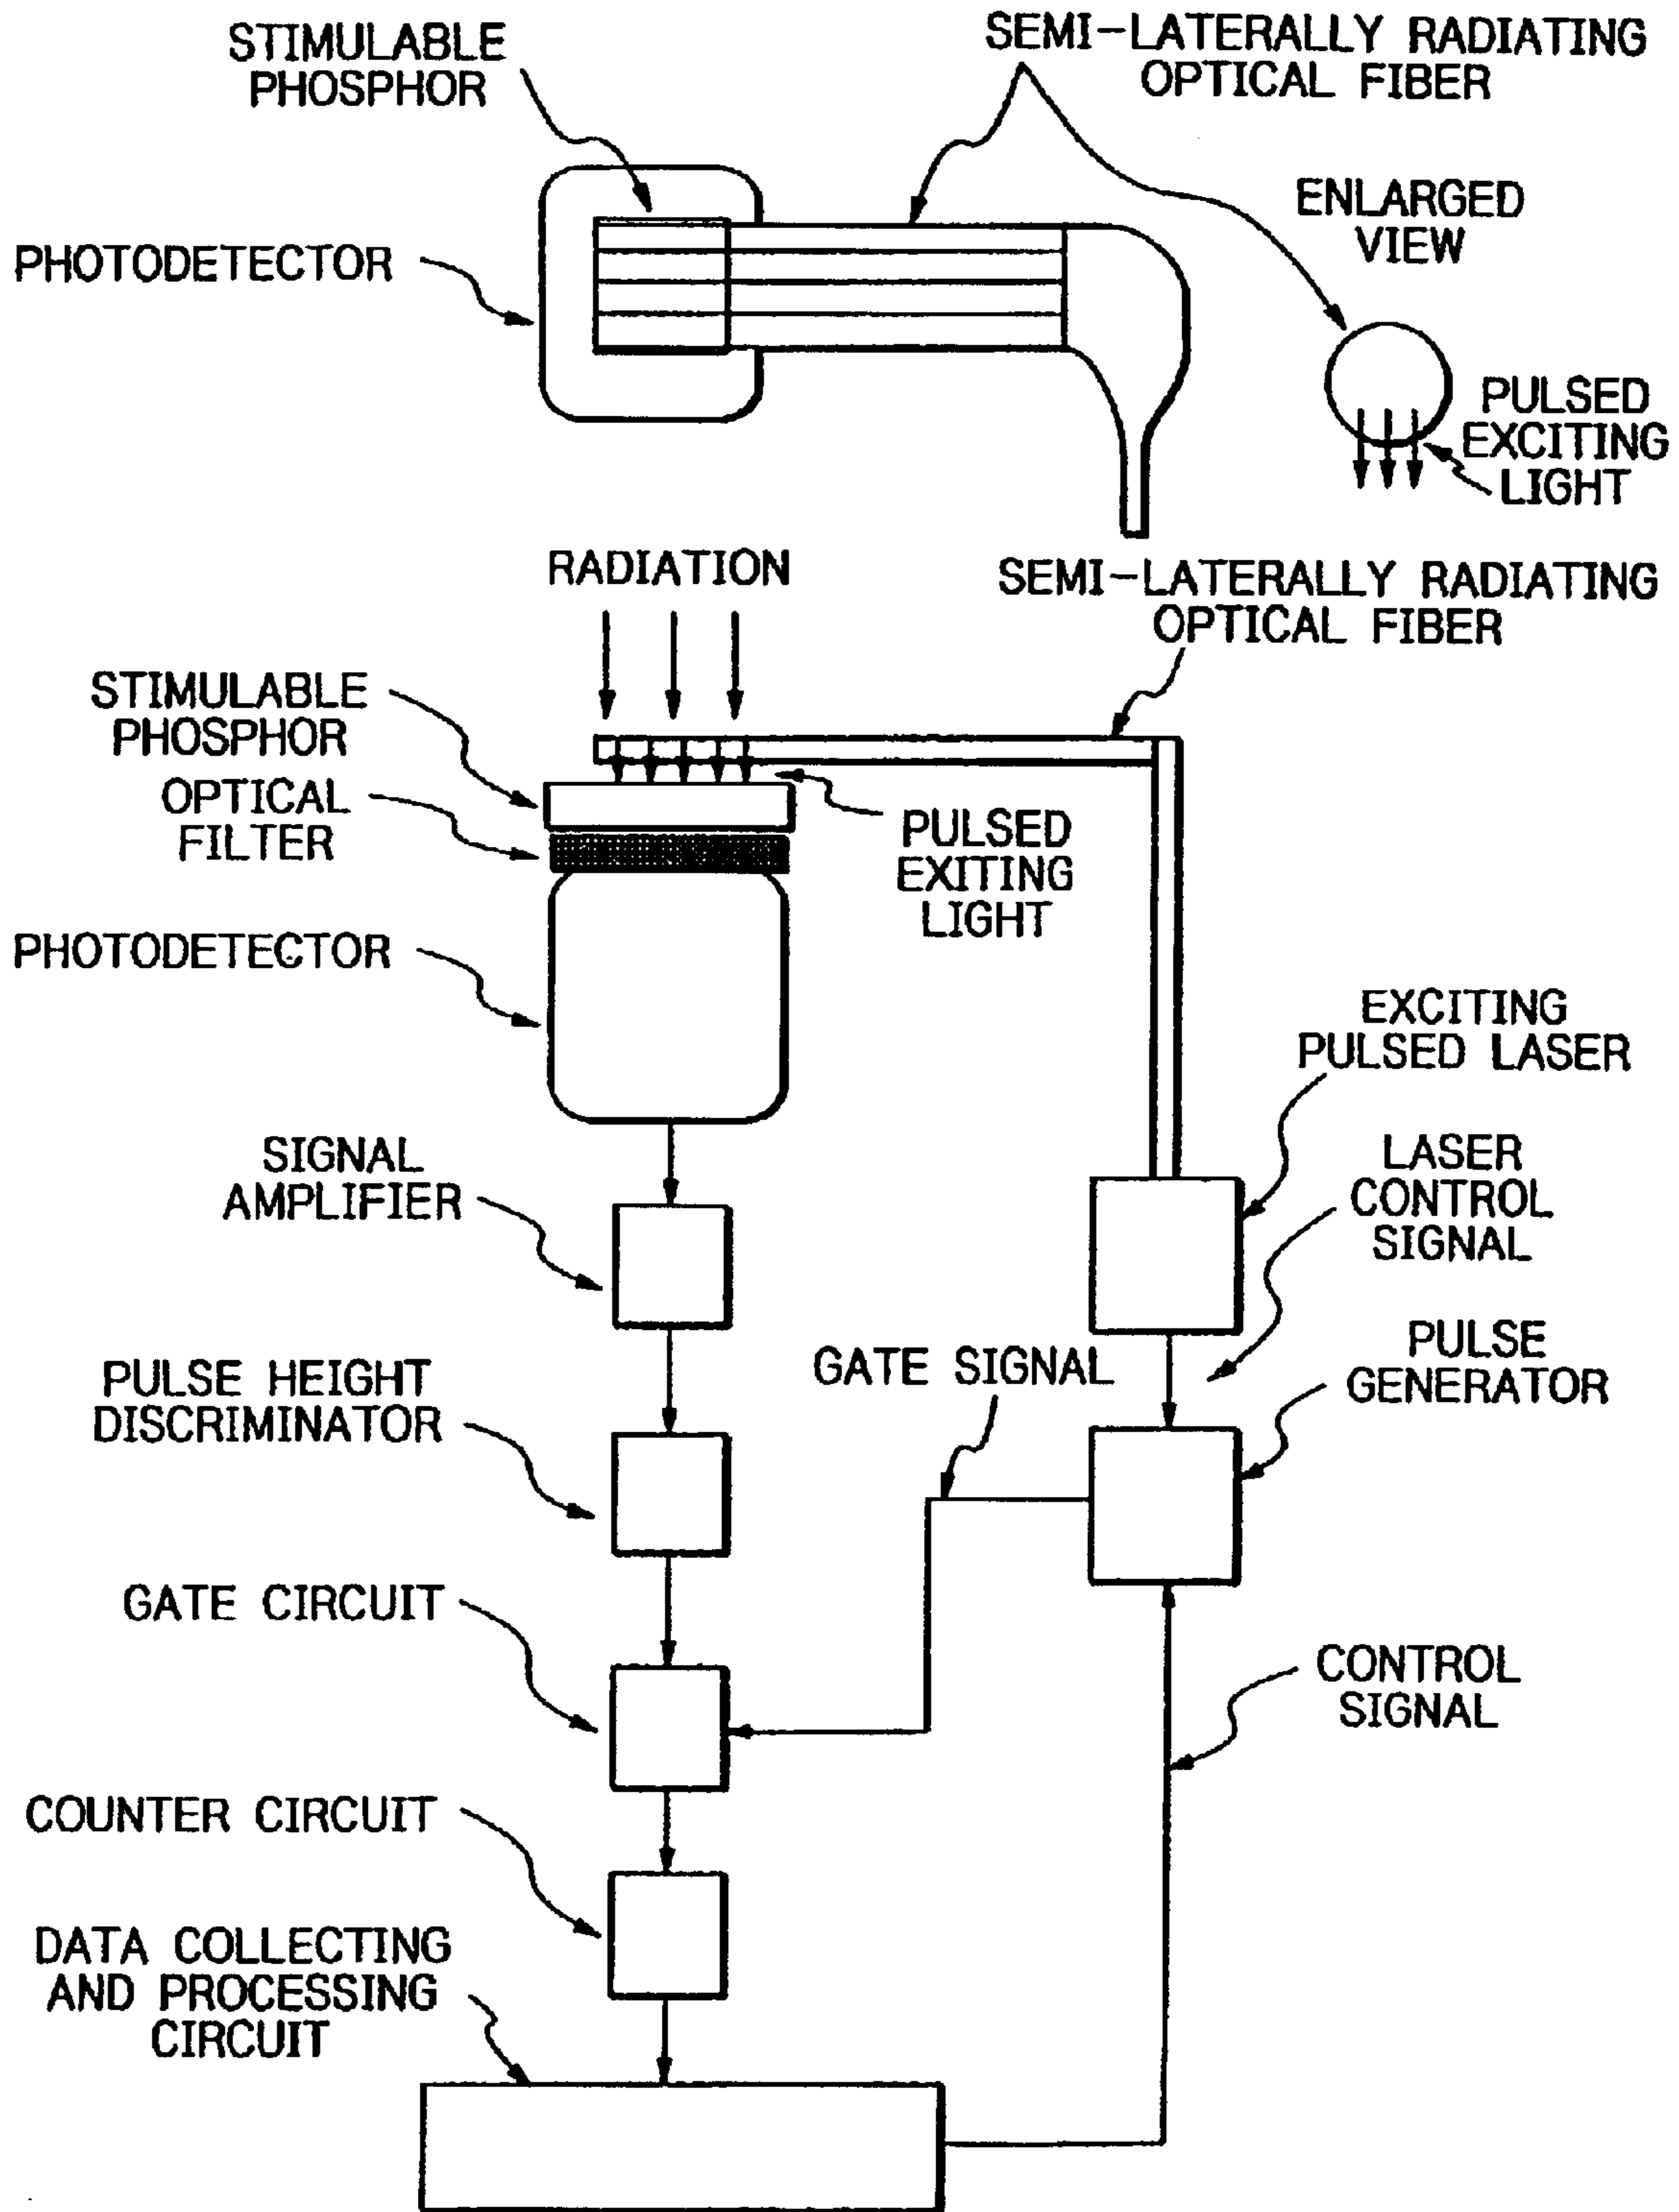 STIMULABLE
PHOSPHOR
SEMI-LATERALLY RADIATING
OPTICAL FIBER
ENLARGED
VIEW
PHOTODETECTOR
PULSED
EXCITING
LIGHT
RADIATION
SEMI-LATERALLY RADIATING
OPTICAL FIBER
STIMULABLE
PHOSPHOR
OPTICAL
FILTER
PULSED
EXITING
LIGHT
PHOTODETECTOR
EXCITING
PULSED LASER
SIGNAL
AMPLIFIER
LASER
CONTROL
SIGNAL
PULSE HEIGHT
DISCRIMINATOR
GATE SIGNAL
PULSE
GENERATOR
GATE CIRCUIT
CONTROL
SIGNAL
COUNTER CIRCUIT
DATA COLLECTING
AND PROCESSING
CIRCUIT